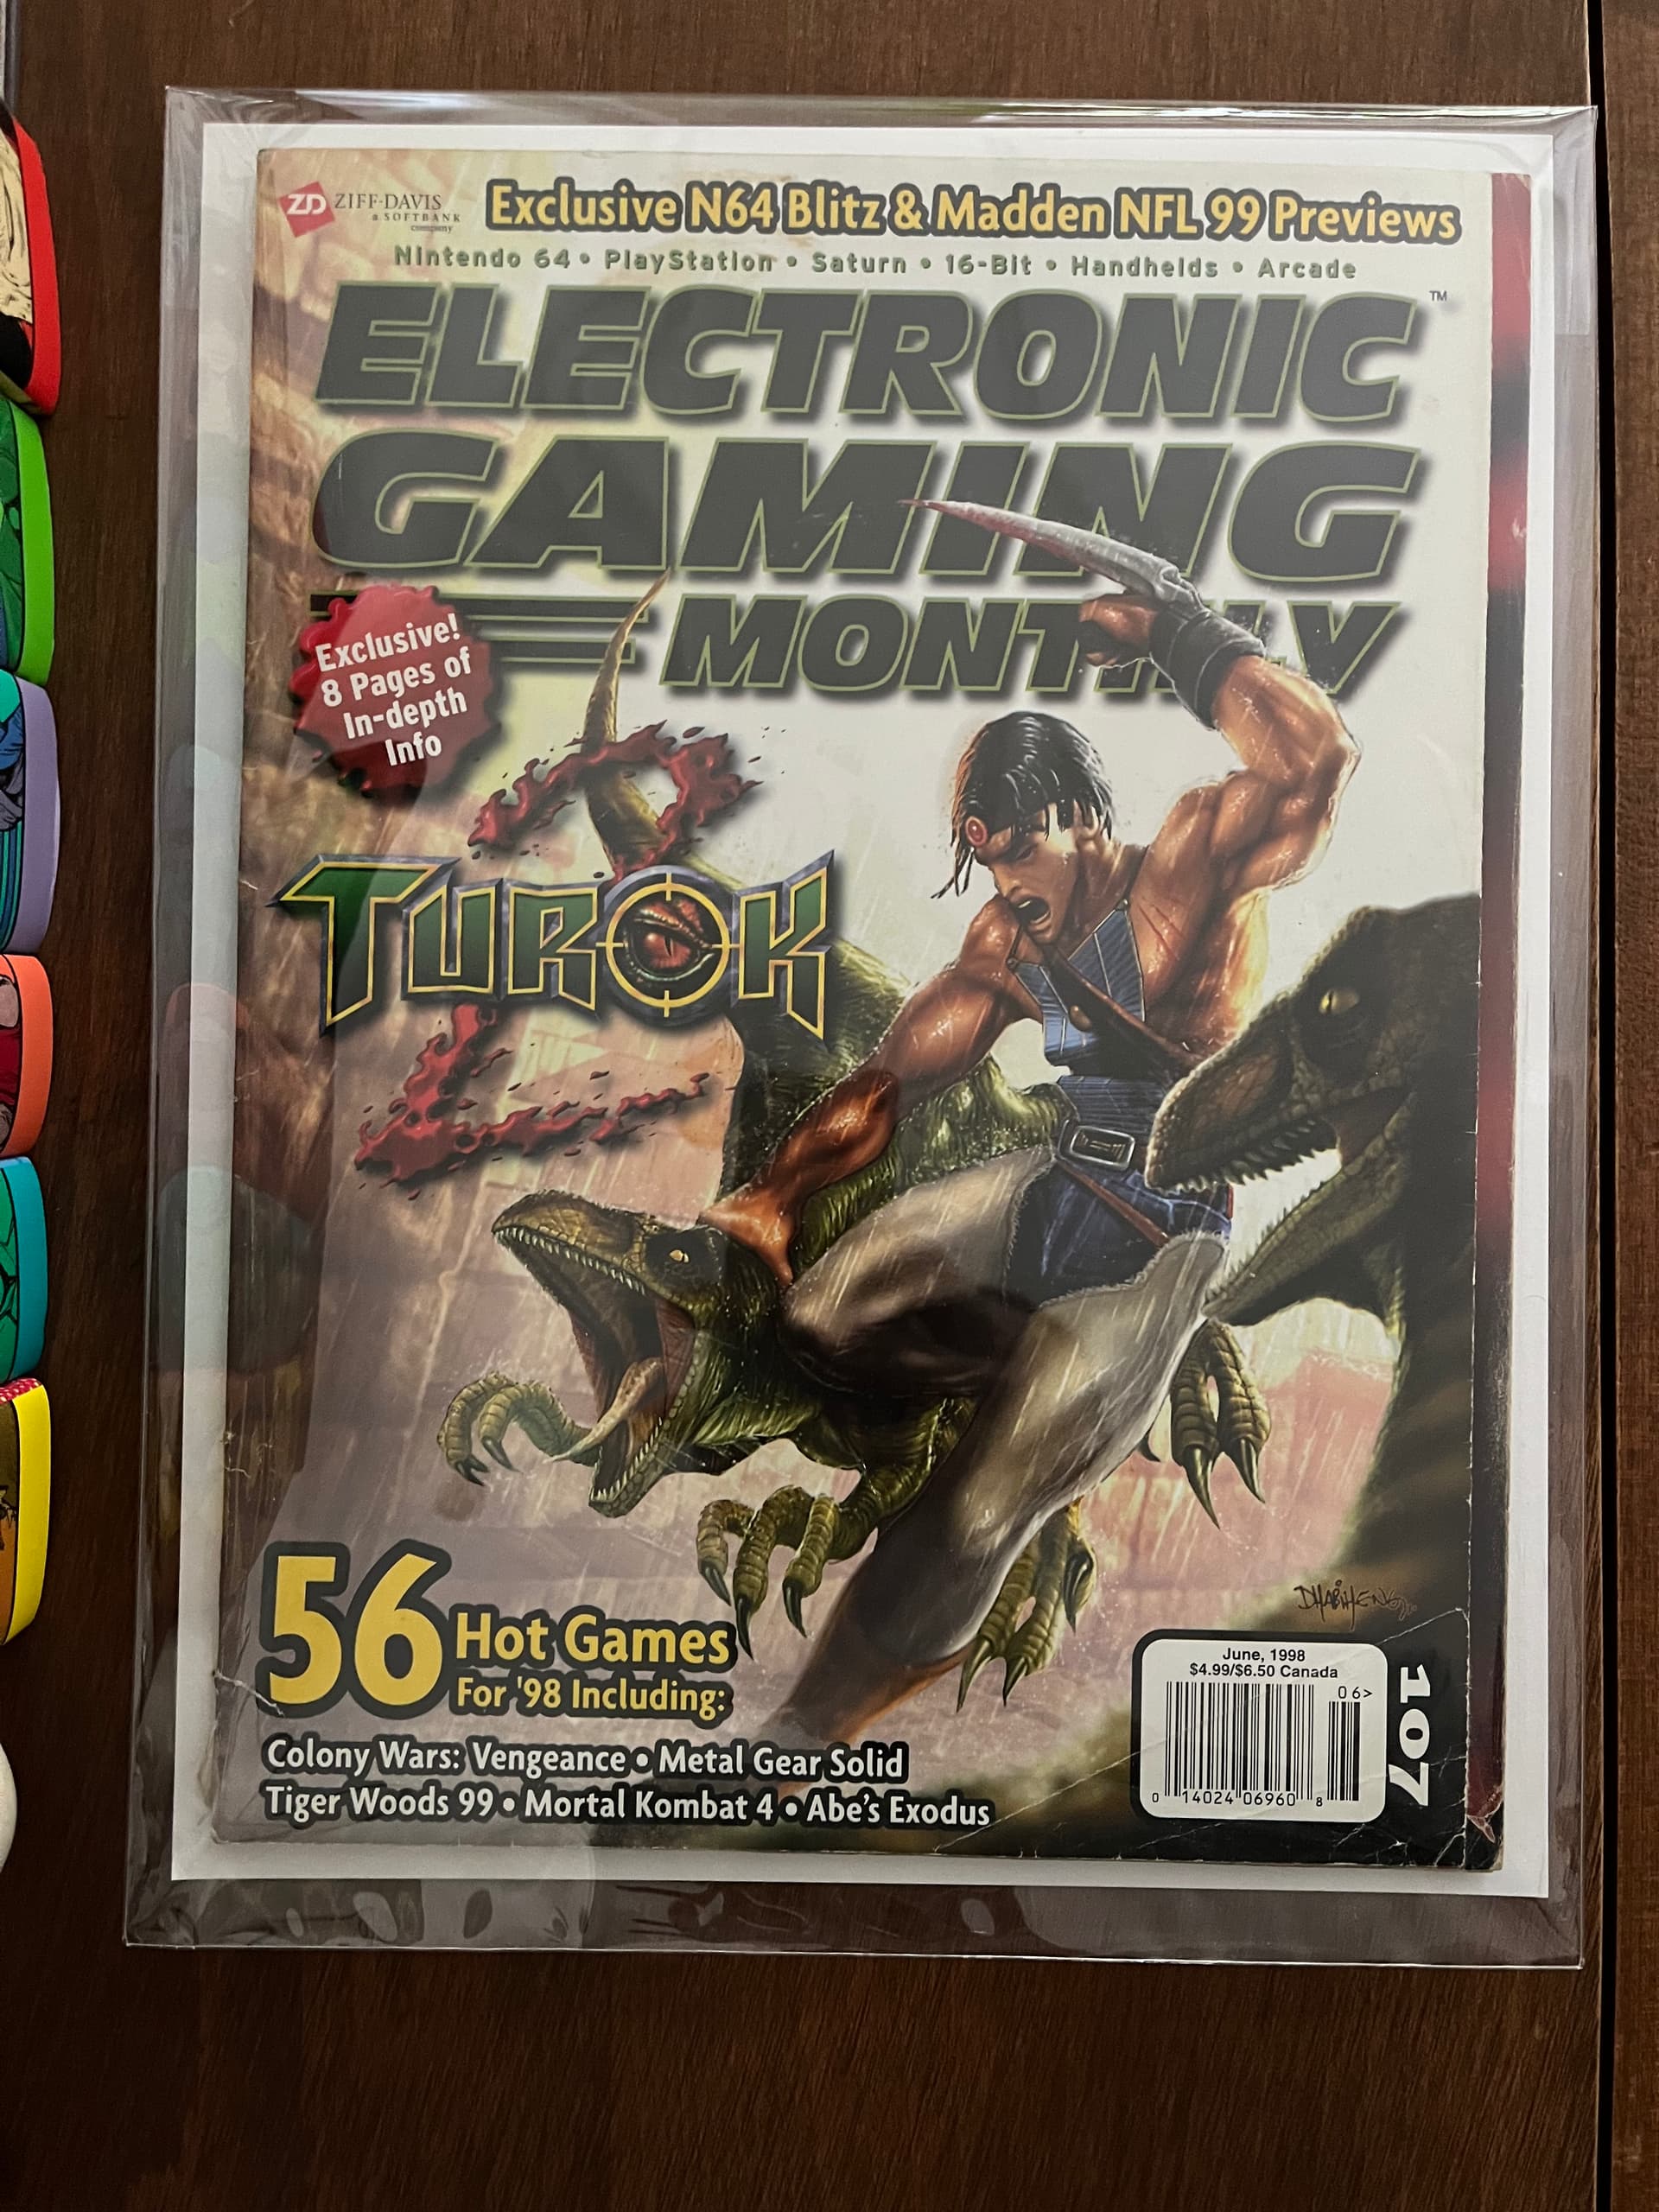 ZD ZIFF-DAVIS
a SOFTBANK
company
Exclusive N64 Blitz & Madden NFL 99 Previews
Nintendo 64 • PlayStation • Saturn • 16-Bit • Handhelds • Arcade
ELECTRONIC™
GAMING
MONTHLY
Exclusive!
8 Pages of
In-depth
Info
2
TUROK
56 Hot Games
For '98 Including:
Colony Wars: Vengeance • Metal Gear Solid
Tiger Woods 99 • Mortal Kombat 4 • Abe's Exodus
June, 1998
$4.99/$6.50 Canada
06>
0 14024 06960 8
107